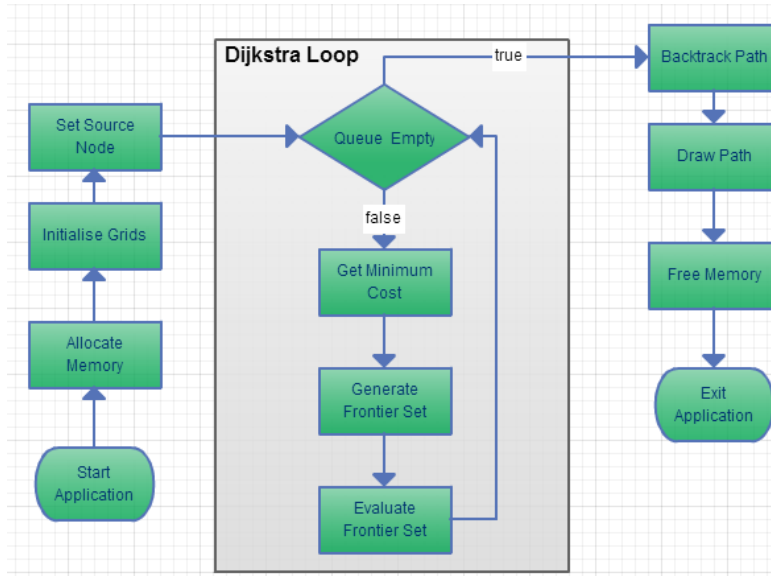 Dijkstra Loop
true
Backtrack Path
Set Source
Node
Queue Empty
Draw Path
false
Initialise Grids
Get Minimum
Cost
Free Memory
Allocate
Memory
Generate
Frontier Set
Exit
Application
Start
Application
Evaluate
Frontier Set